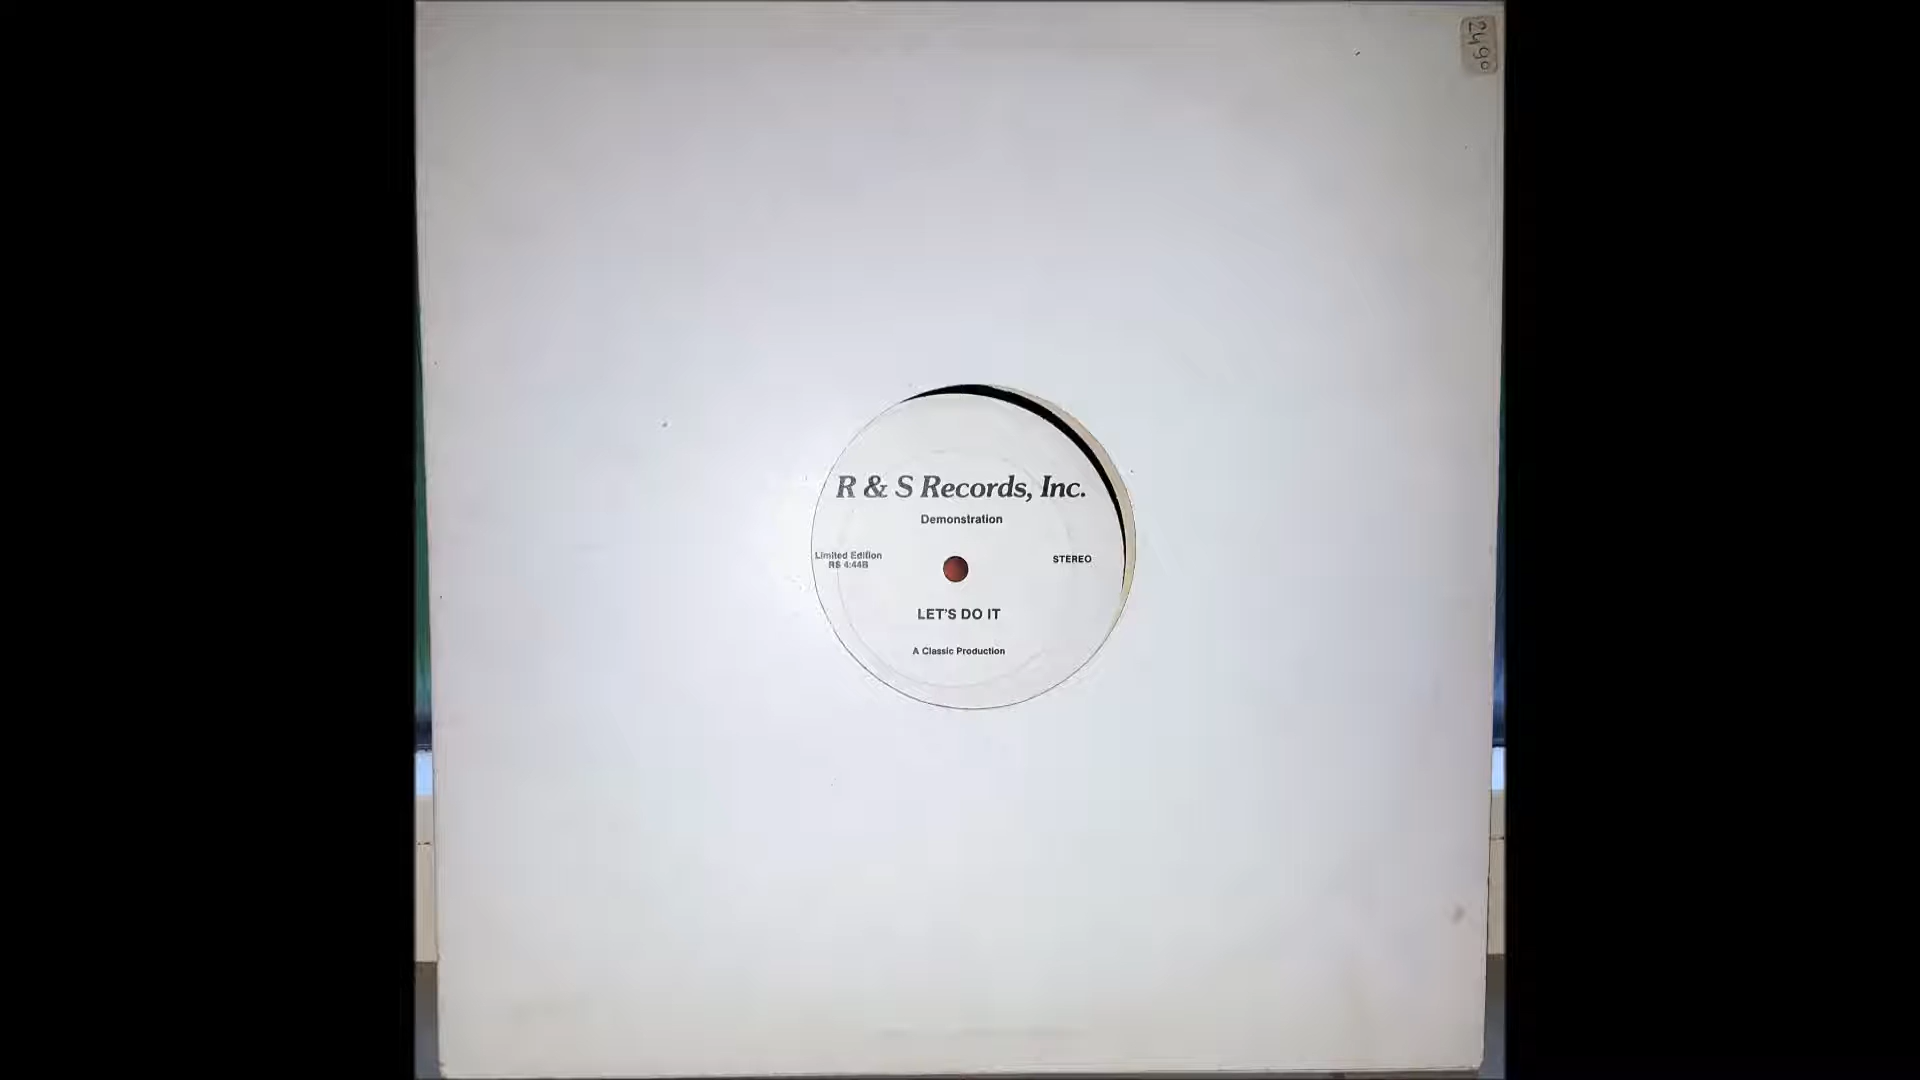 2490
R & S Records, Inc.
Demonstration
Limited Edition
RS 4:44B
STEREO
LET'S DO IT
A Classic Production